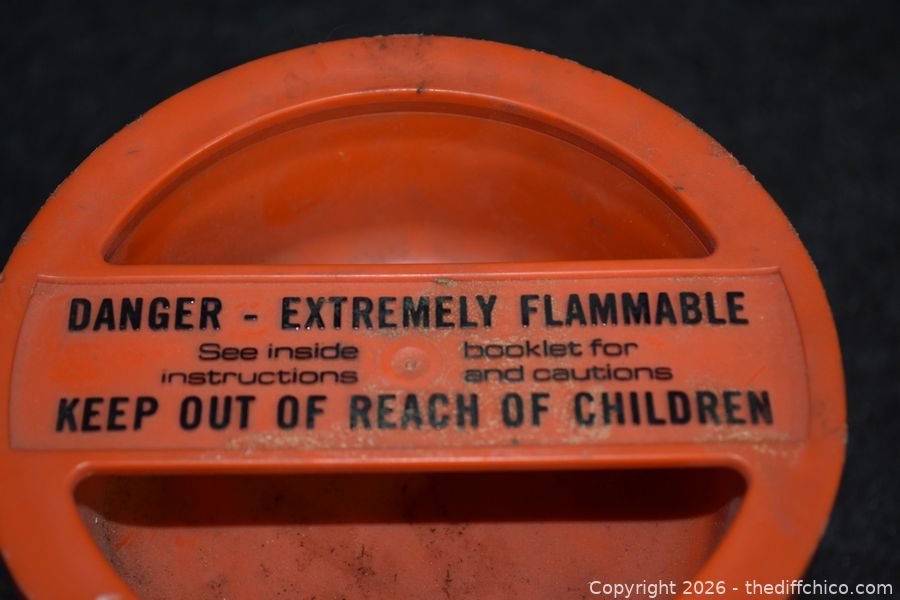 DANGER - EXTREMELY FLAMMABLE
See inside booklet for
instructions and cautions
KEEP OUT OF REACH OF CHILDREN
Copyright 2026 - thediffchico.com